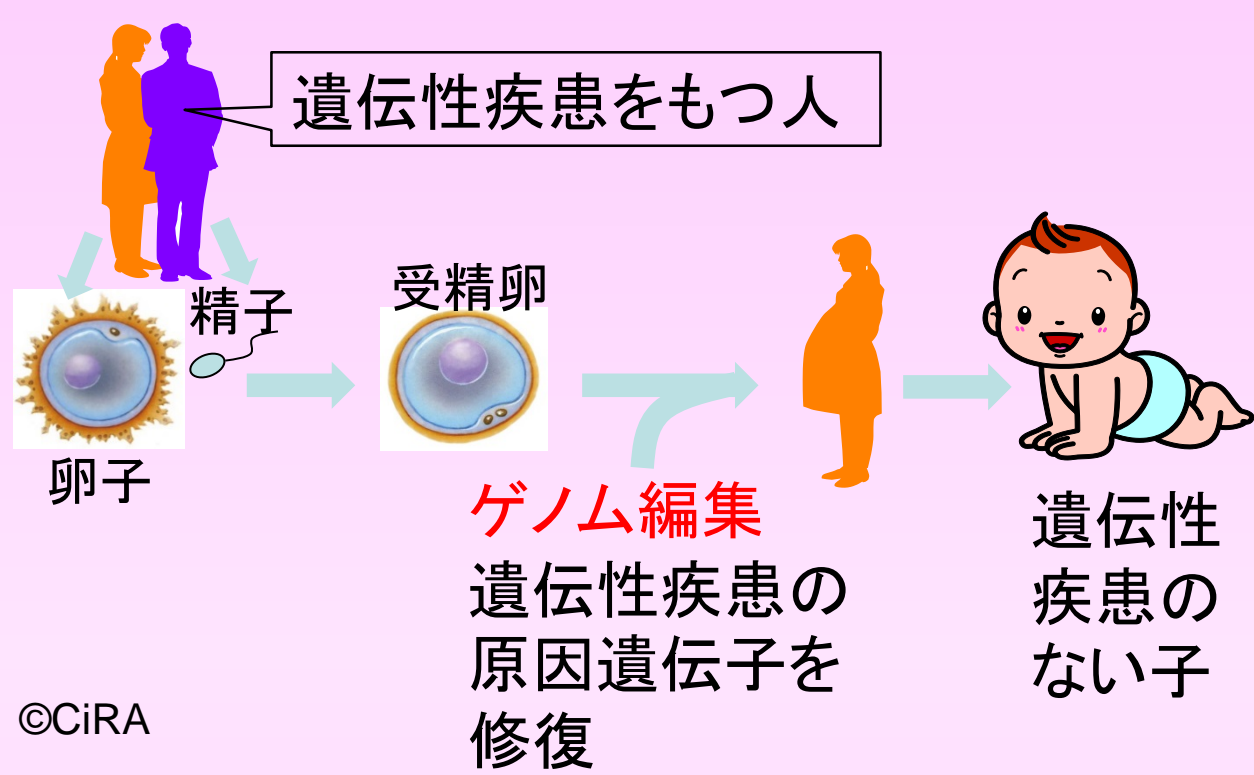 遺伝性疾患をもつ人
精子
受精卵
卵子
ゲノム編集
遺伝性疾患の
原因遺伝子を
修復
遺伝性
疾患の
ない子
©CiRA